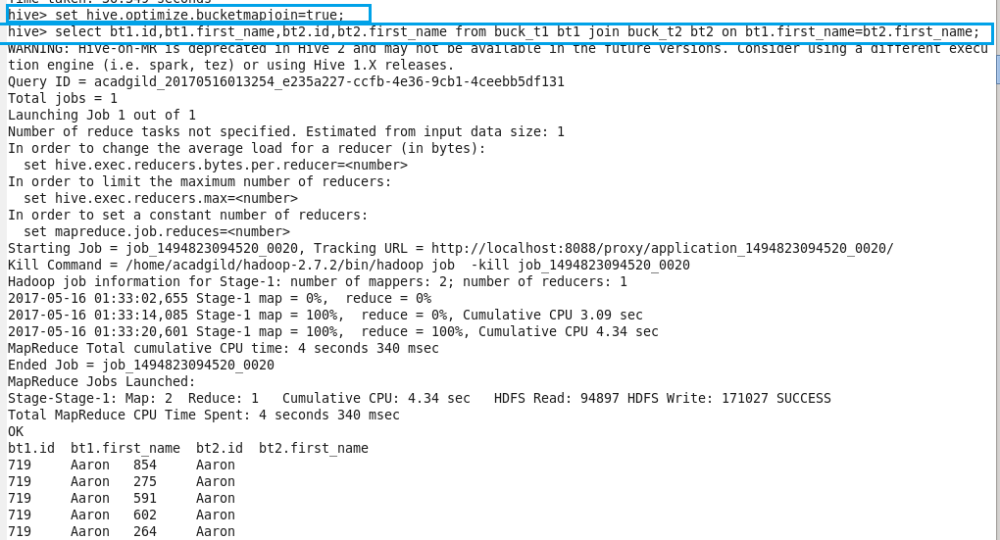 Time taken: 50.349 seconds
hive> set hive.optimize.bucketmapjoin=true;
hive> select bt1.id,bt1.first_name,bt2.id,bt2.first_name from buck_t1 bt1 join buck_t2 bt2 on bt1.first_name=bt2.first_name;
WARNING: Hive-on-MR is deprecated in Hive 2 and may not be available in the future versions. Consider using a different execu
tion engine (i.e. spark, tez) or using Hive 1.X releases.
Query ID = acadgild_20170516013254_e235a227-ccfb-4e36-9cb1-4ceebb5df131
Total jobs = 1
Launching Job 1 out of 1
Number of reduce tasks not specified. Estimated from input data size: 1
In order to change the average load for a reducer (in bytes):
  set hive.exec.reducers.bytes.per.reducer=<number>
In order to limit the maximum number of reducers:
  set hive.exec.reducers.max=<number>
In order to set a constant number of reducers:
  set mapreduce.job.reduces=<number>
Starting Job = job_1494823094520_0020, Tracking URL = http://localhost:8088/proxy/application_1494823094520_0020/
Kill Command = /home/acadgild/hadoop-2.7.2/bin/hadoop job  -kill job_1494823094520_0020
Hadoop job information for Stage-1: number of mappers: 2; number of reducers: 1
2017-05-16 01:33:02,655 Stage-1 map = 0%,  reduce = 0%
2017-05-16 01:33:14,085 Stage-1 map = 100%,  reduce = 0%, Cumulative CPU 3.09 sec
2017-05-16 01:33:20,601 Stage-1 map = 100%,  reduce = 100%, Cumulative CPU 4.34 sec
MapReduce Total cumulative CPU time: 4 seconds 340 msec
Ended Job = job_1494823094520_0020
MapReduce Jobs Launched:
Stage-Stage-1: Map: 2  Reduce: 1   Cumulative CPU: 4.34 sec   HDFS Read: 94897 HDFS Write: 171027 SUCCESS
Total MapReduce CPU Time Spent: 4 seconds 340 msec
OK
bt1.id  bt1.first_name  bt2.id  bt2.first_name
719     Aaron   854     Aaron
719     Aaron   275     Aaron
719     Aaron   591     Aaron
719     Aaron   602     Aaron
719     Aaron   264     Aaron